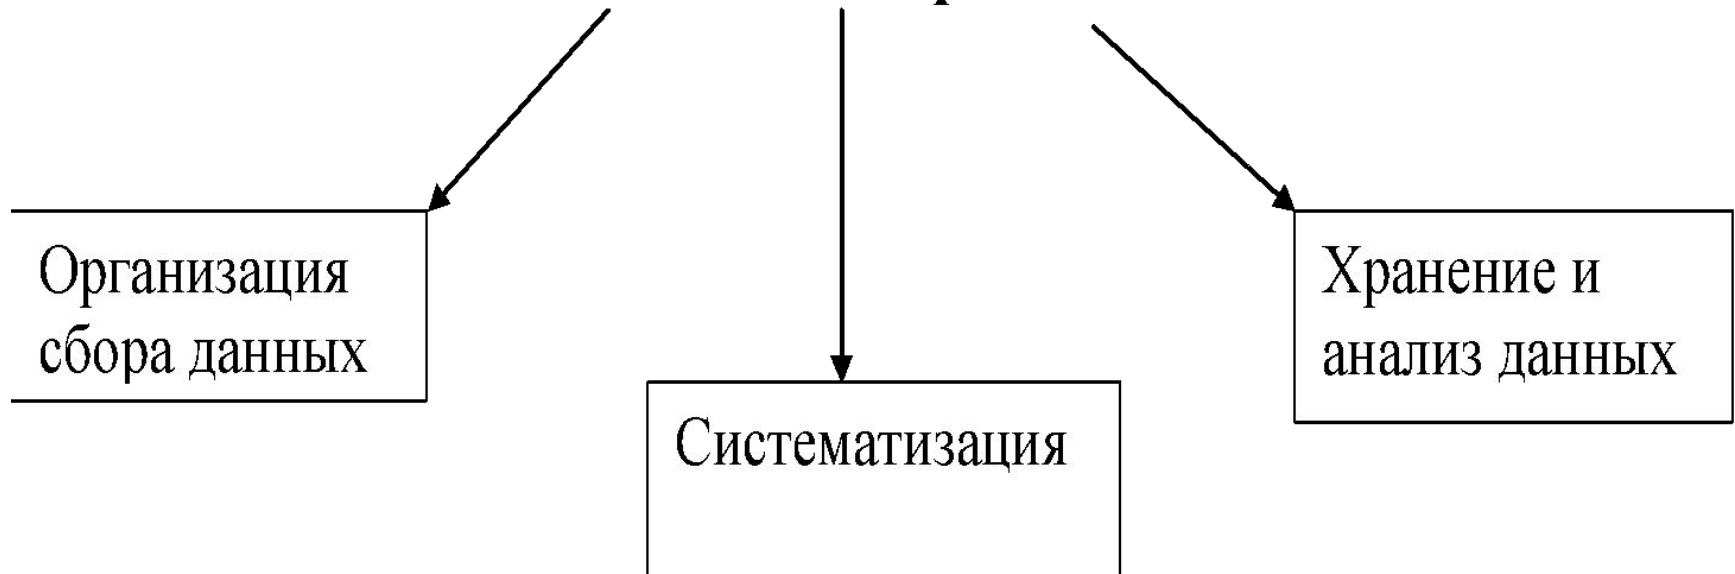 Организация
сбора данных
Систематизация
Хранение и
анализ данных